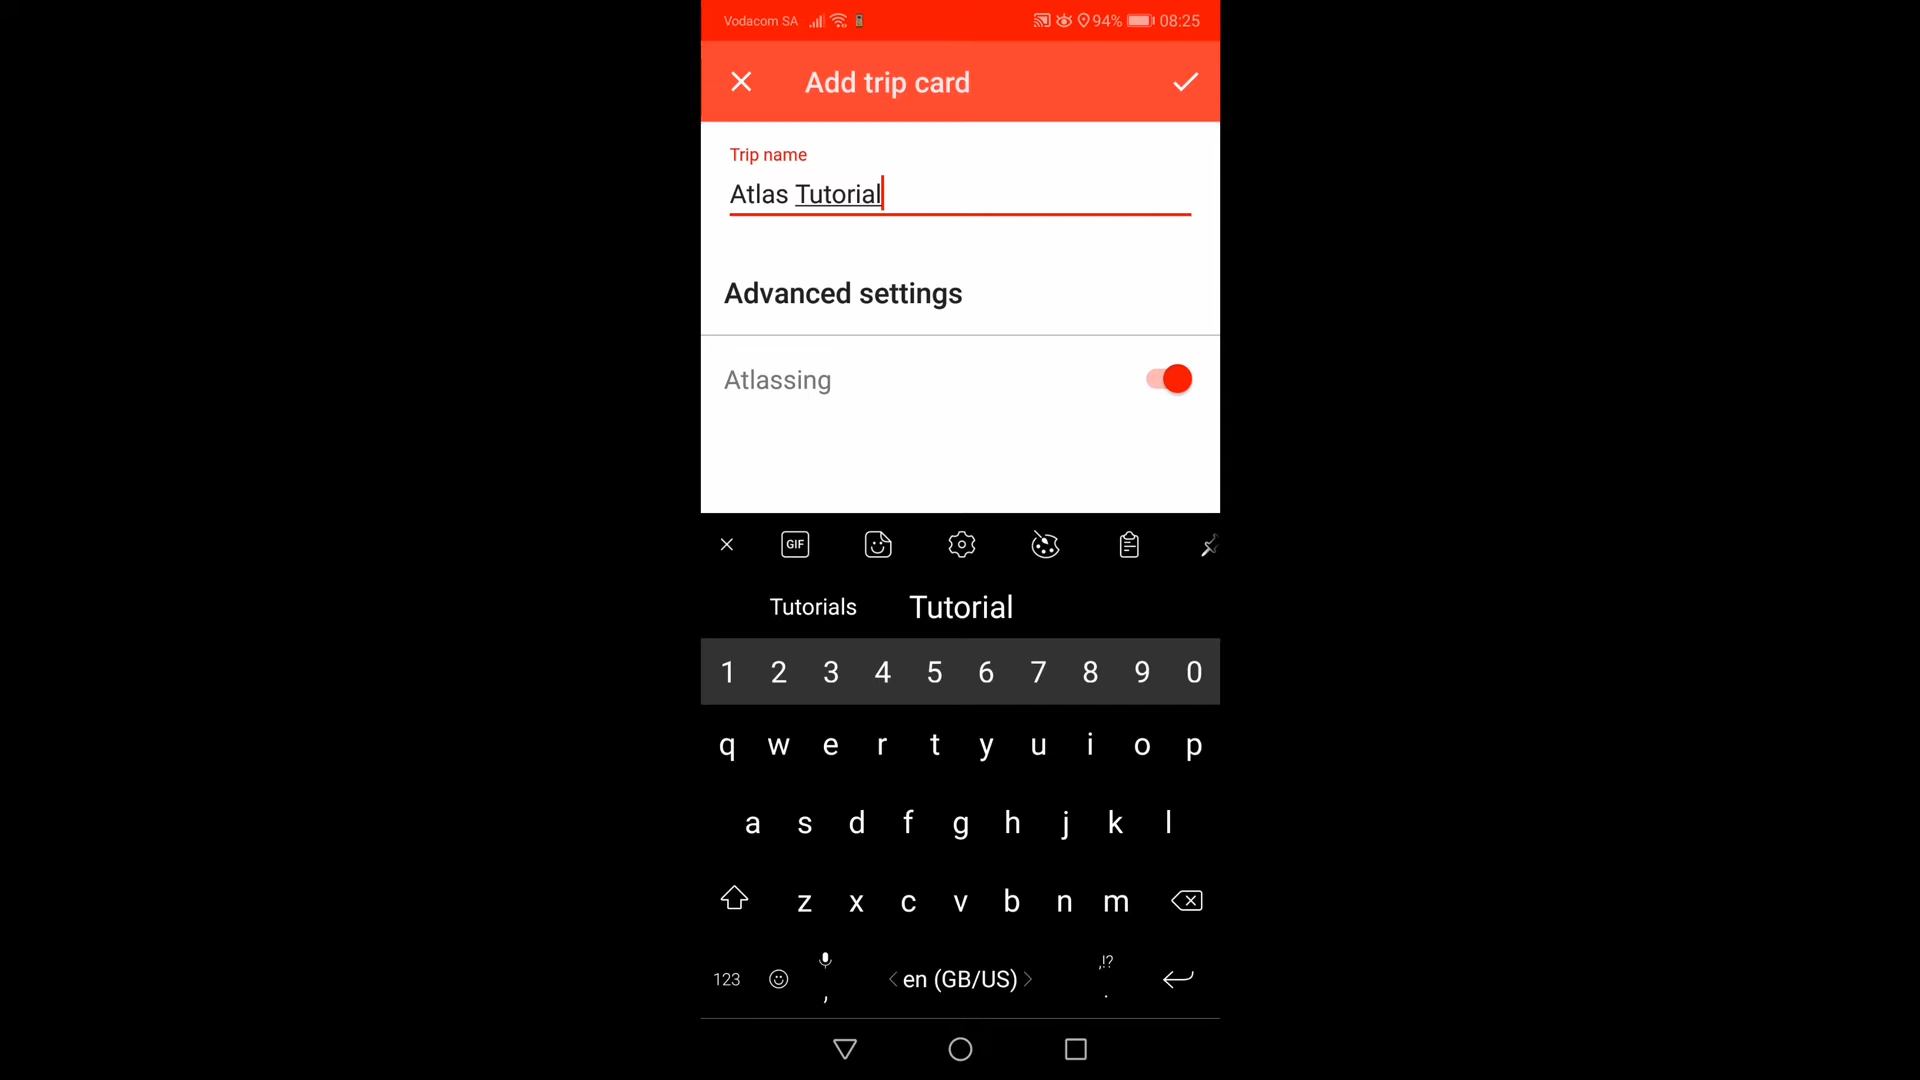 Vodacom SA 94% 08:25
Add trip card
Trip name
Atlas Tutorial
Advanced settings
Atlassing
GIF
Tutorials Tutorial
1 2 3 4 5 6 7 8 9 0
q w e r t y u i o p
a s d f g h j k l
z x c v b n m
123 , en (GB/US) ,!? .